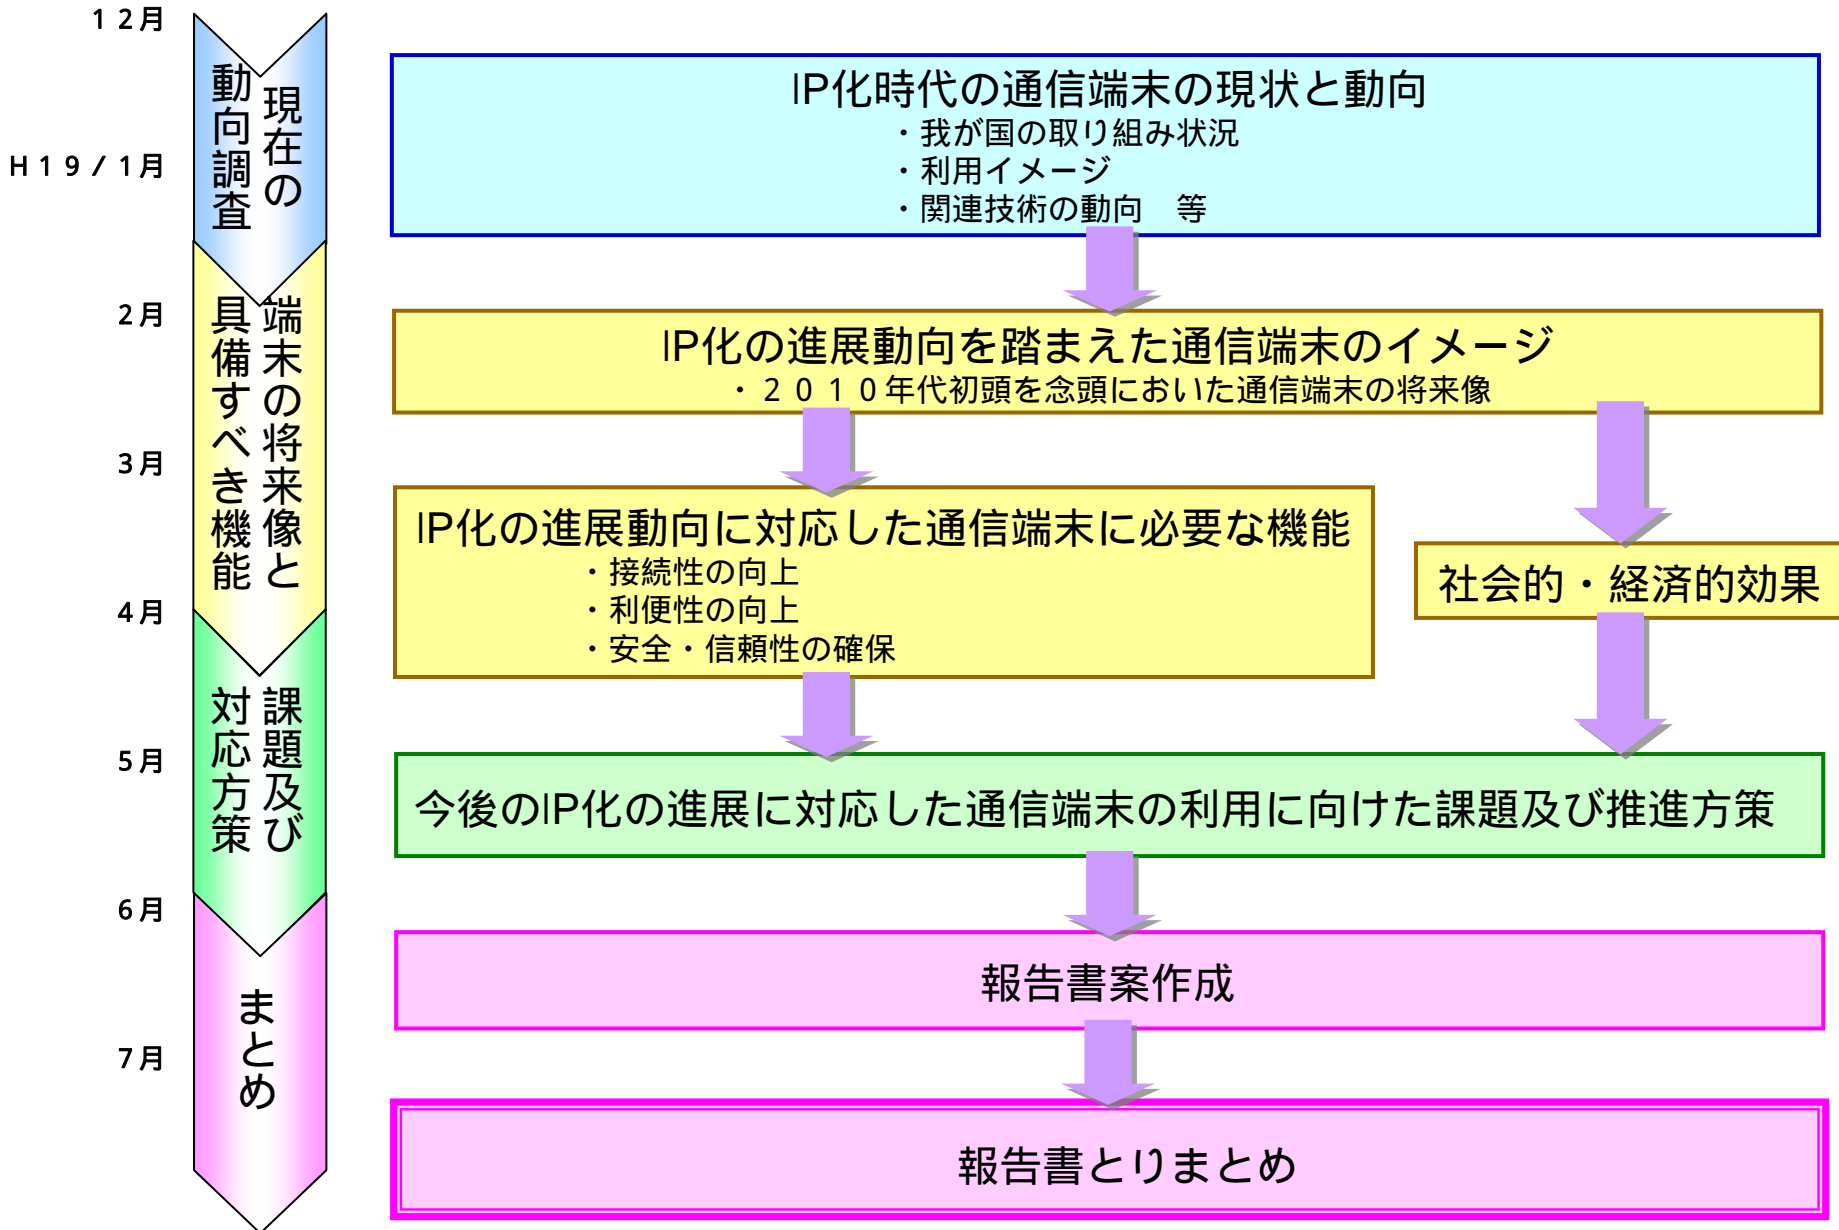 １２月
H１９/１月
２月
３月
４月
５月
６月
７月
現在の
動向調査
端末の将来像と
具備すべき機能
課題及び
対応方策
まとめ
IP化時代の通信端末の現状と動向
・我が国の取り組み状況
・利用イメージ
・関連技術の動向　等
IP化の進展動向を踏まえた通信端末のイメージ
・２０１０年代初頭を念頭においた通信端末の将来像
IP化の進展動向に対応した通信端末に必要な機能
・接続性の向上
・利便性の向上
・安全・信頼性の確保
社会的・経済的効果
今後のIP化の進展に対応した通信端末の利用に向けた課題及び推進方策
報告書案作成
報告書とりまとめ